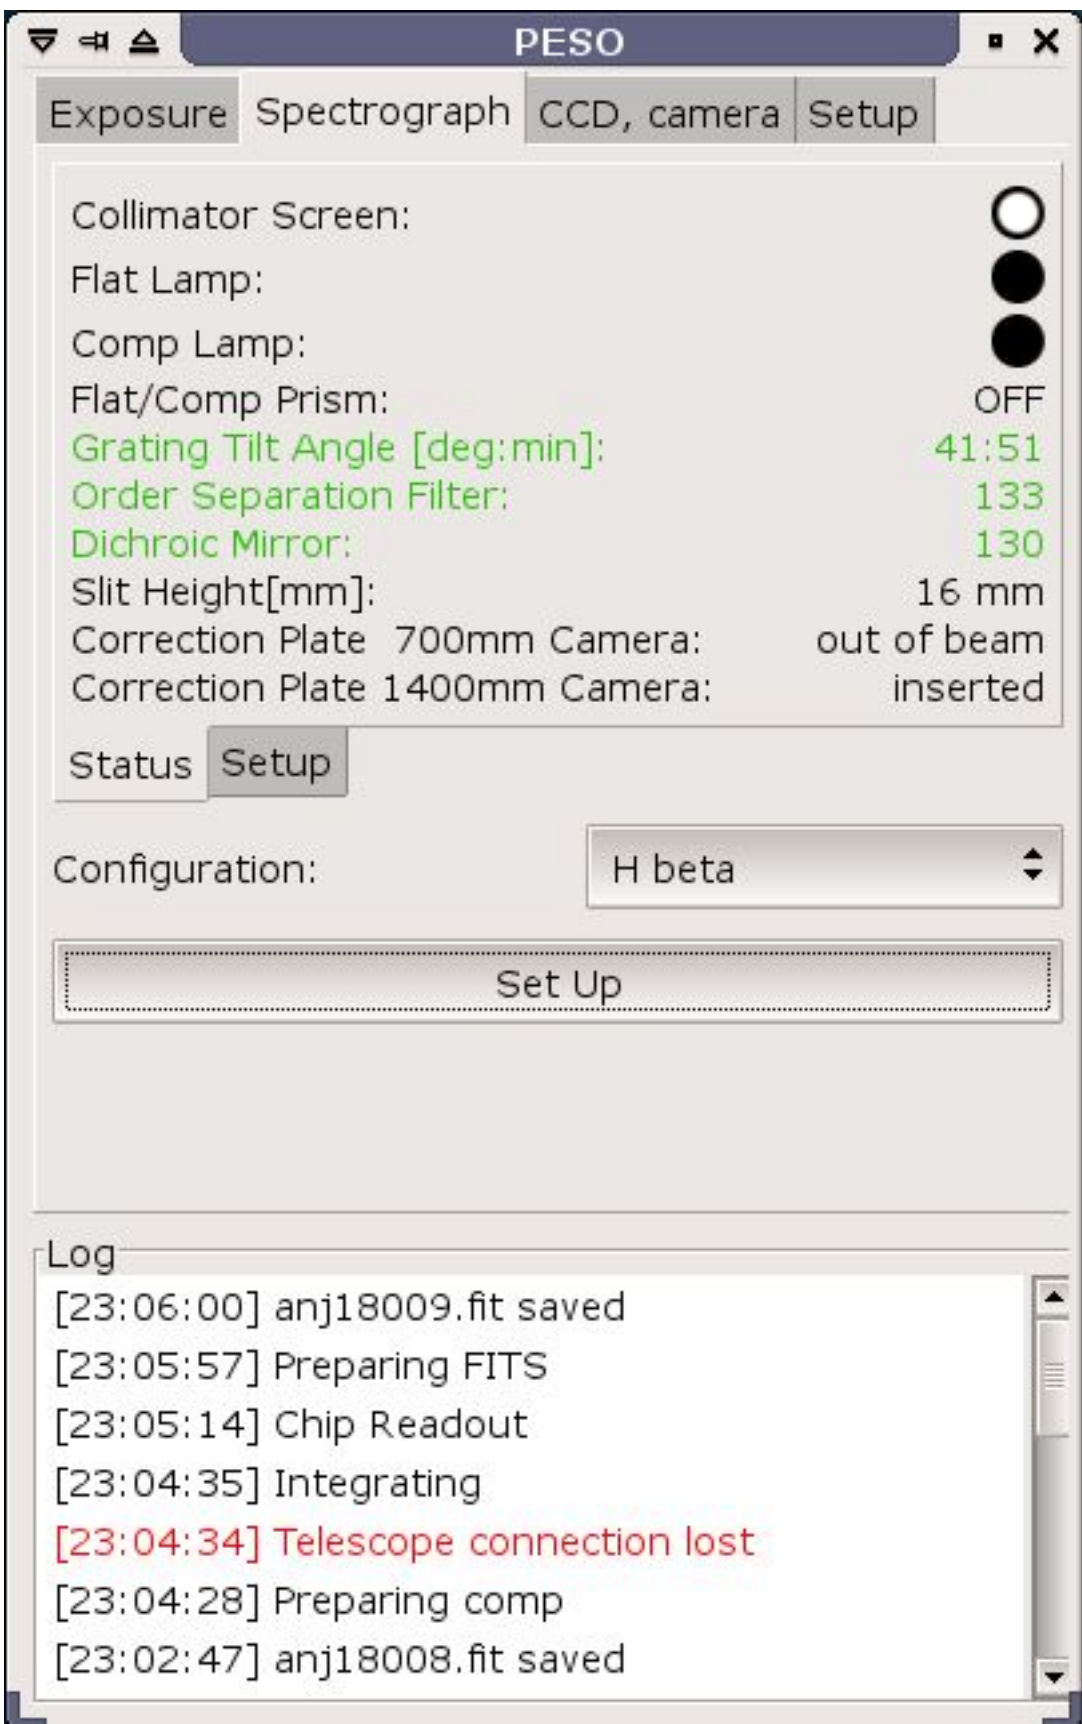 PESO
Exposure Spectrograph CCD, camera Setup
Collimator Screen:
Flat Lamp:
Comp Lamp:
Flat/Comp Prism: OFF
Grating Tilt Angle [deg:min]: 41:51
Order Separation Filter: 133
Dichroic Mirror: 130
Slit Height[mm]: 16 mm
Correction Plate 700mm Camera: out of beam
Correction Plate 1400mm Camera: inserted
Status Setup
Configuration: H beta
Set Up
Log
[23:06:00] anj18009.fit saved
[23:05:57] Preparing FITS
[23:05:14] Chip Readout
[23:04:35] Integrating
[23:04:34] Telescope connection lost
[23:04:28] Preparing comp
[23:02:47] anj18008.fit saved